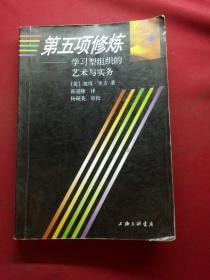 第五项修炼
——学习型组织的
艺术与实务
[美] 彼得·圣吉 著
郭进隆 译
杨硕英 审校
上海三联书店